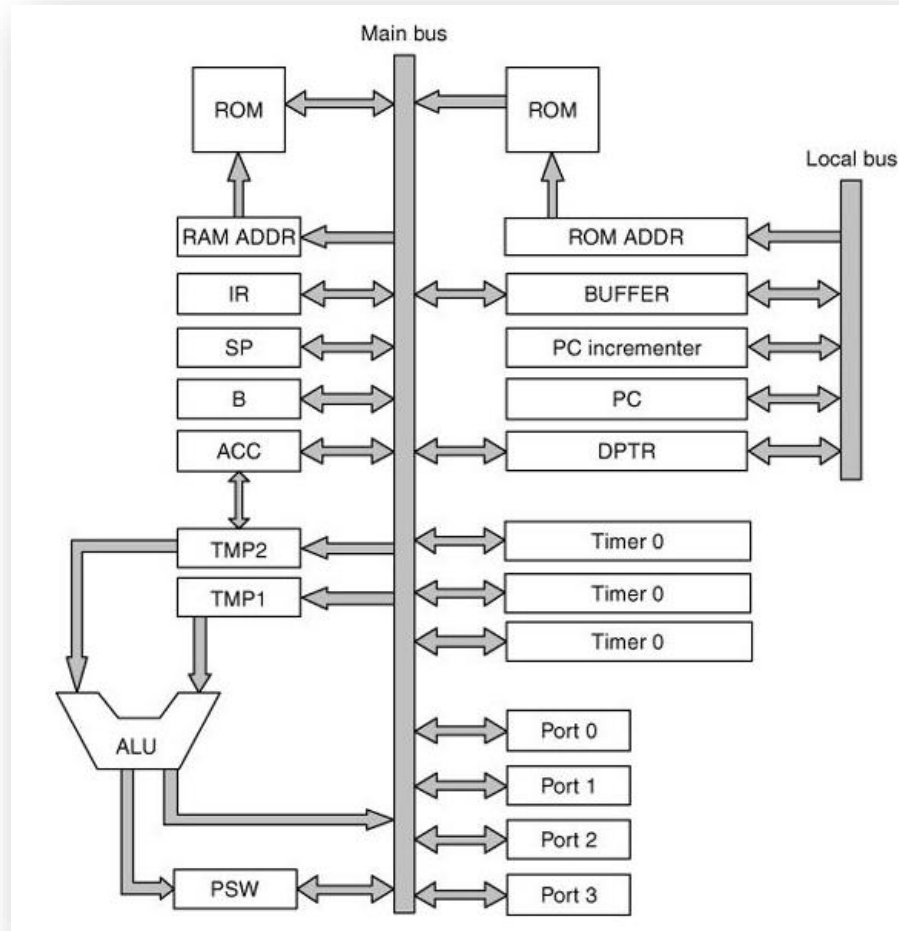 Main bus
ROM
ROM
Local bus
RAM ADDR
ROM ADDR
IR
BUFFER
SP
PC incrementer
B
PC
ACC
DPTR
TMP2
Timer 0
TMP1
Timer 0
Timer 0
ALU
Port 0
Port 1
Port 2
PSW
Port 3